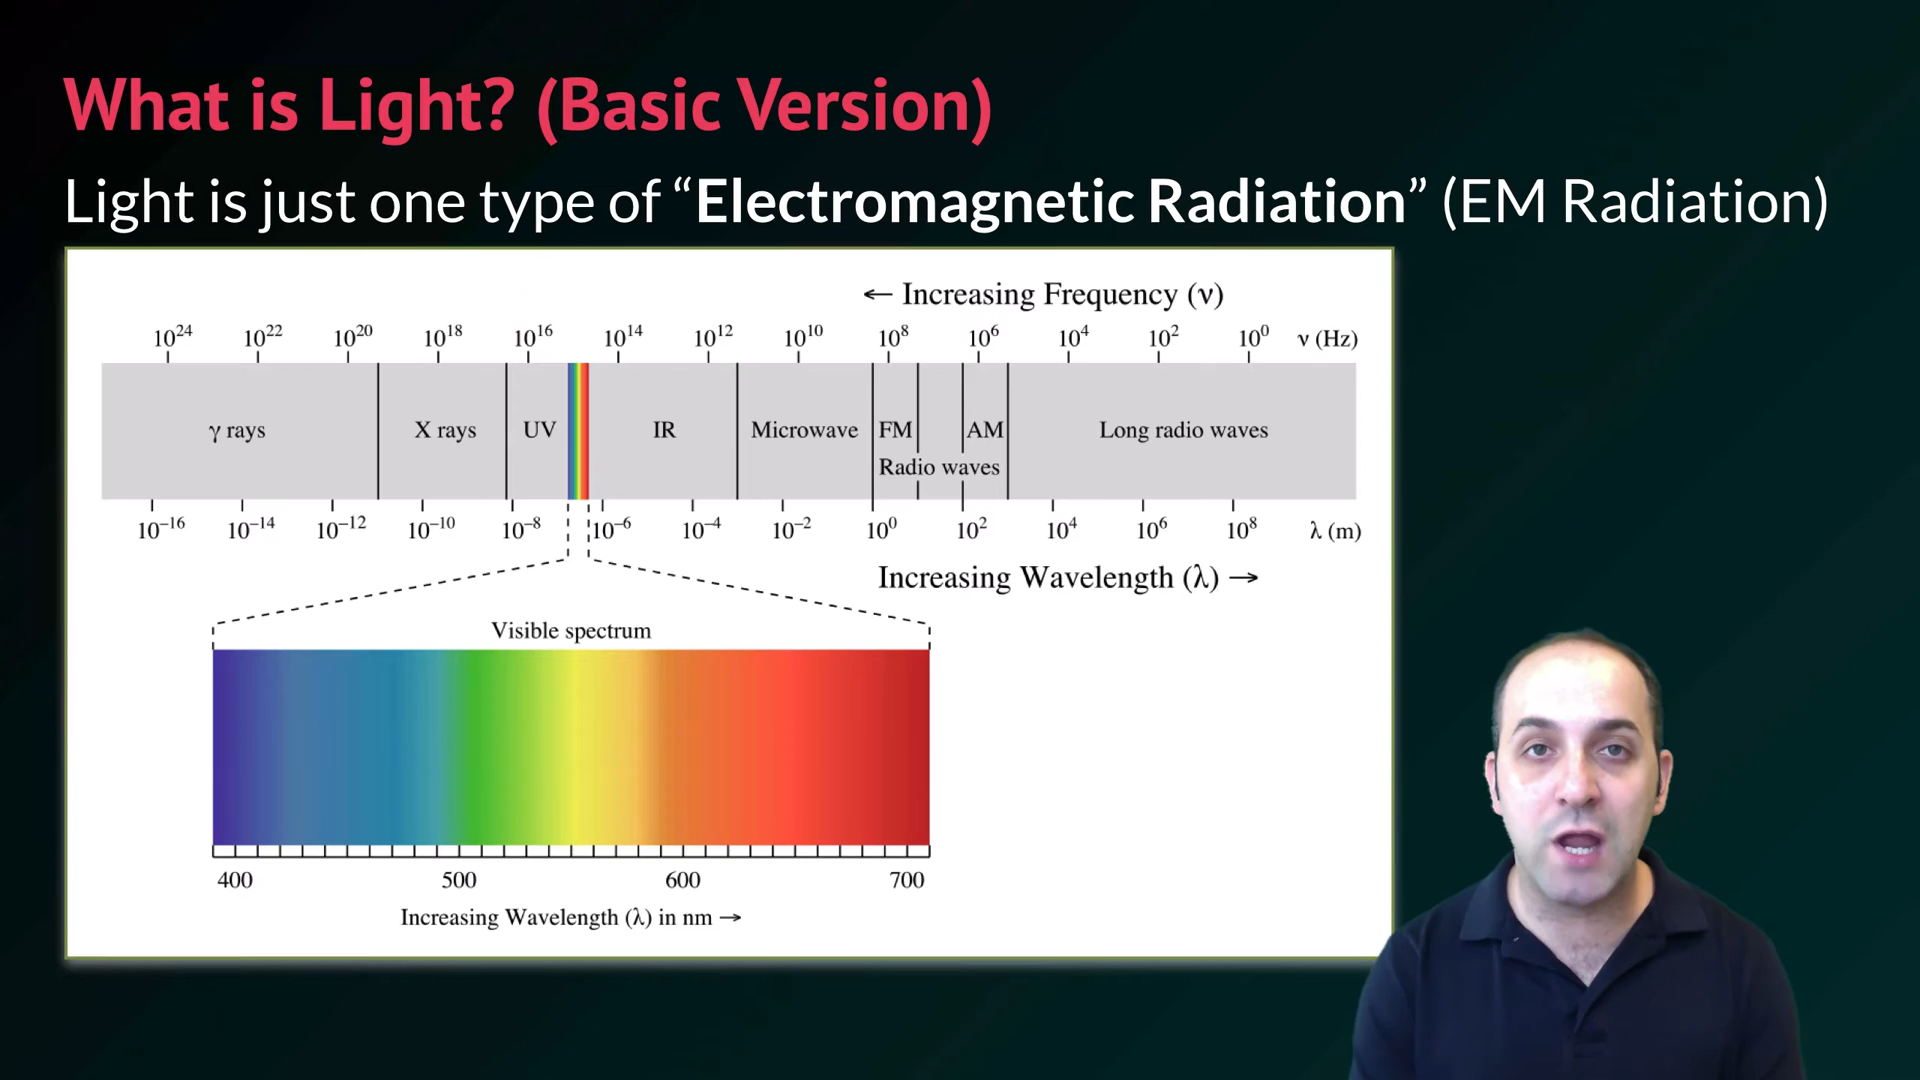 What is Light? (Basic Version)
Light is just one type of “Electromagnetic Radiation” (EM Radiation)
← Increasing Frequency (ν)
10²⁴ 10²² 10²⁰ 10¹⁸ 10¹⁶ 10¹⁴ 10¹² 10¹⁰ 10⁸ 10⁶ 10⁴ 10² 10⁰ ν (Hz)
γ rays X rays UV IR Microwave FM AM Long radio waves
Radio waves
10⁻¹⁶ 10⁻¹⁴ 10⁻¹² 10⁻¹⁰ 10⁻⁸ 10⁻⁶ 10⁻⁴ 10⁻² 10⁰ 10² 10⁴ 10⁶ 10⁸ λ (m)
Increasing Wavelength (λ) →
Visible spectrum
400 500 600 700
Increasing Wavelength (λ) in nm →